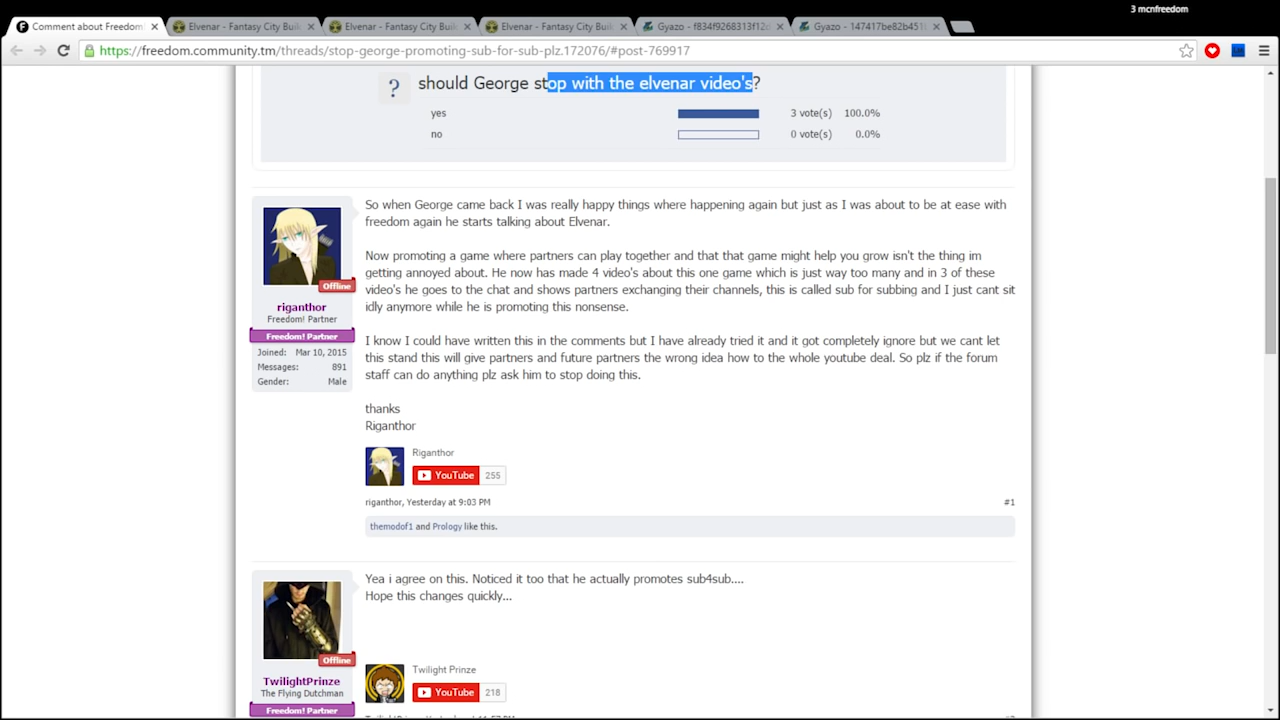 3 mcnfreedom
Comment about Freedom!
Elvenar - Fantasy City Buil
Elvenar - Fantasy City Buil
Elvenar - Fantasy City Buil
Gyazo - f834f9268313f12
Gyazo - 147417be82b451
https://freedom.community.tm/threads/stop-george-promoting-sub-for-sub-plz.172076/#post-769917
? should George stop with the elvenar video's?
yes 3 vote(s) 100.0%
no 0 vote(s) 0.0%
So when George came back I was really happy things where happening again but just as I was about to be at ease with
freedom again he starts talking about Elvenar.
Now promoting a game where partners can play together and that that game might help you grow isn't the thing im
getting annoyed about. He now has made 4 video's about this one game which is just way too many and in 3 of these
video's he goes to the chat and shows partners exchanging their channels, this is called sub for subbing and I just cant sit
idly anymore while he is promoting this nonsense.
I know I could have written this in the comments but I have already tried it and it got completely ignore but we cant let
this stand this will give partners and future partners the wrong idea how to the whole youtube deal. So plz if the forum
staff can do anything plz ask him to stop doing this.
thanks
Riganthor
Offline
riganthor
Freedom! Partner
Freedom! Partner
Joined: Mar 10, 2015
Messages: 891
Gender: Male
Riganthor
YouTube 255
riganthor, Yesterday at 9:03 PM #1
themodof1 and Prology like this.
Yea i agree on this. Noticed it too that he actually promotes sub4sub....
Hope this changes quickly...
Offline
TwilightPrinze
The Flying Dutchman
Freedom! Partner
Twilight Prinze
YouTube 218